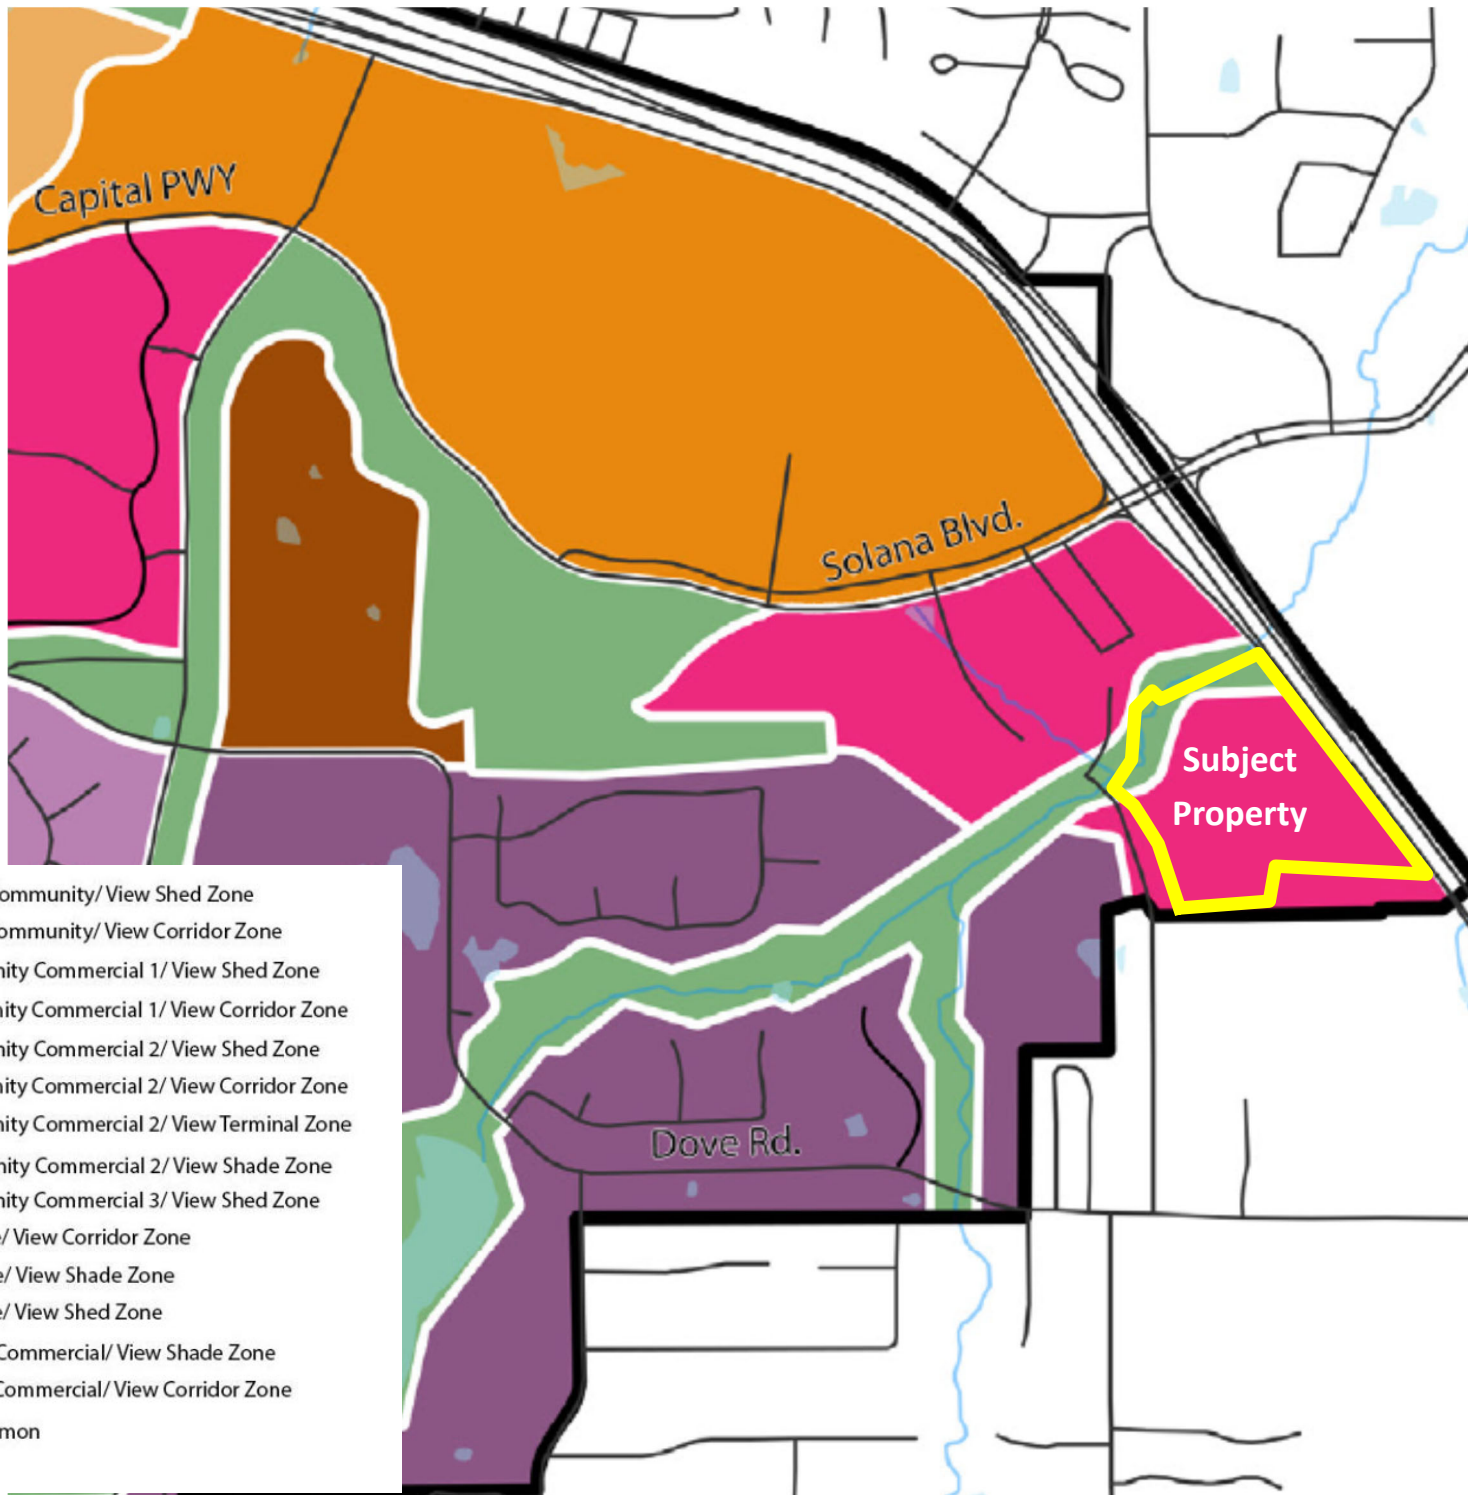 Capital PWY
Solana Blvd.
Subject
Property
Dove Rd.
ommunity/ View Shed Zone
ommunity/ View Corridor Zone
nity Commercial 1/ View Shed Zone
nity Commercial 1/ View Corridor Zone
nity Commercial 2/ View Shed Zone
nity Commercial 2/ View Corridor Zone
nity Commercial 2/ View Terminal Zone
nity Commercial 2/ View Shade Zone
nity Commercial 3/ View Shed Zone
e/ View Corridor Zone
e/ View Shade Zone
e/ View Shed Zone
Commercial/ View Shade Zone
Commercial/ View Corridor Zone
mon